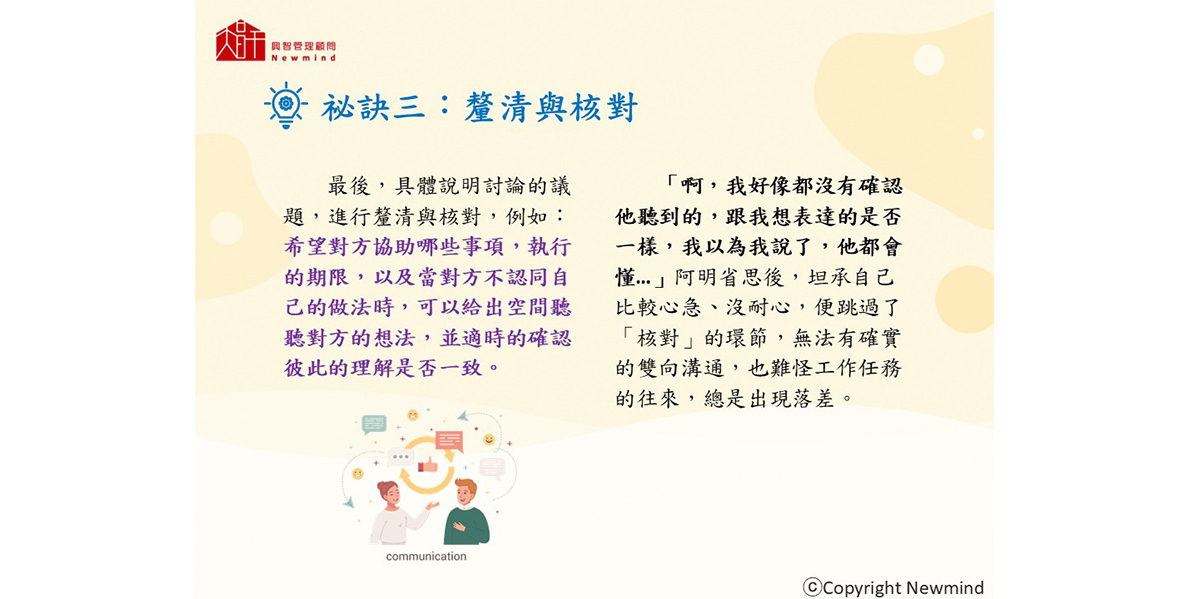 興智管理顧問
Newmind
祕訣三：釐清與核對
最後，具體說明討論的議
題，進行釐清與核對，例如：
希望對方協助哪些事項，執行
的期限，以及當對方不認同自
己的做法時，可以給出空間聽
聽對方的想法，並適時的確認
彼此的理解是否一致。
「啊，我好像都沒有確認
他聽到的，跟我想表達的是否
一樣，我以為我說了，他都會
懂...」阿明省思後，坦承自己
比較心急、沒耐心，便跳過了
「核對」的環節，無法有確實
的雙向溝通，也難怪工作任務
的往來，總是出現落差。
communication
ⓒCopyright Newmind